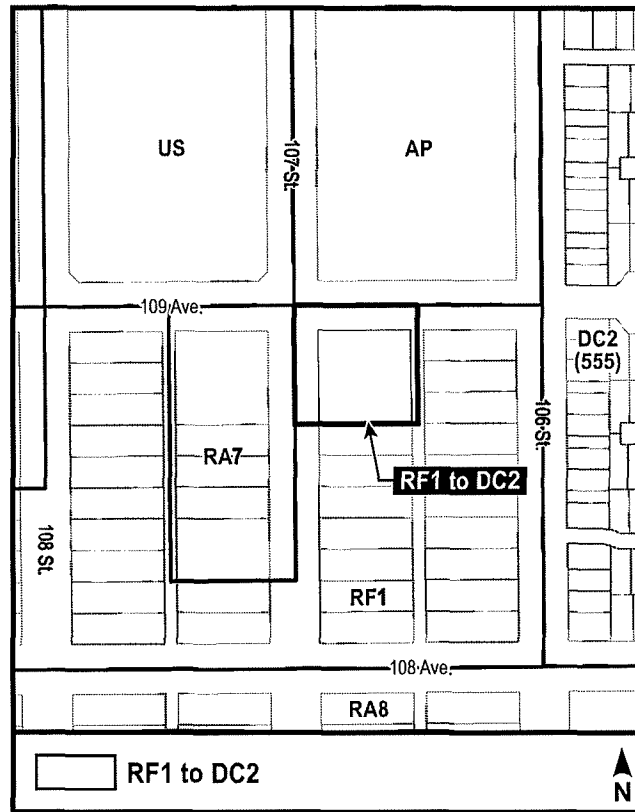 US
107 St.
AP
109 Ave.
DC2
(555)
106 St.
RA7
RF1 to DC2
108 St.
RF1
108 Ave.
RA8
RF1 to DC2
N